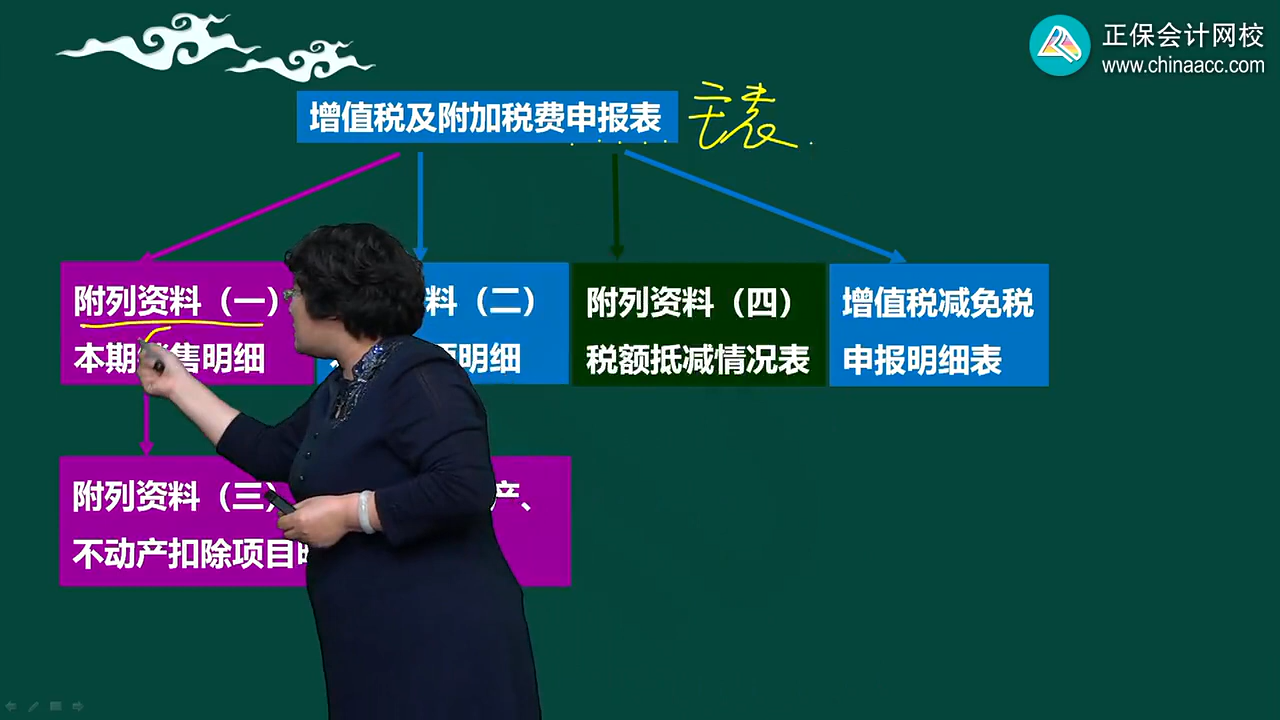 正保会计网校
www.chinaacc.com
增值税及附加税费申报表 主表
附列资料（一）
本期销售明细
料（二）
明细
附列资料（四）
税额抵减情况表
增值税减免税
申报明细表
附列资料（三）
产、
不动产扣除项目